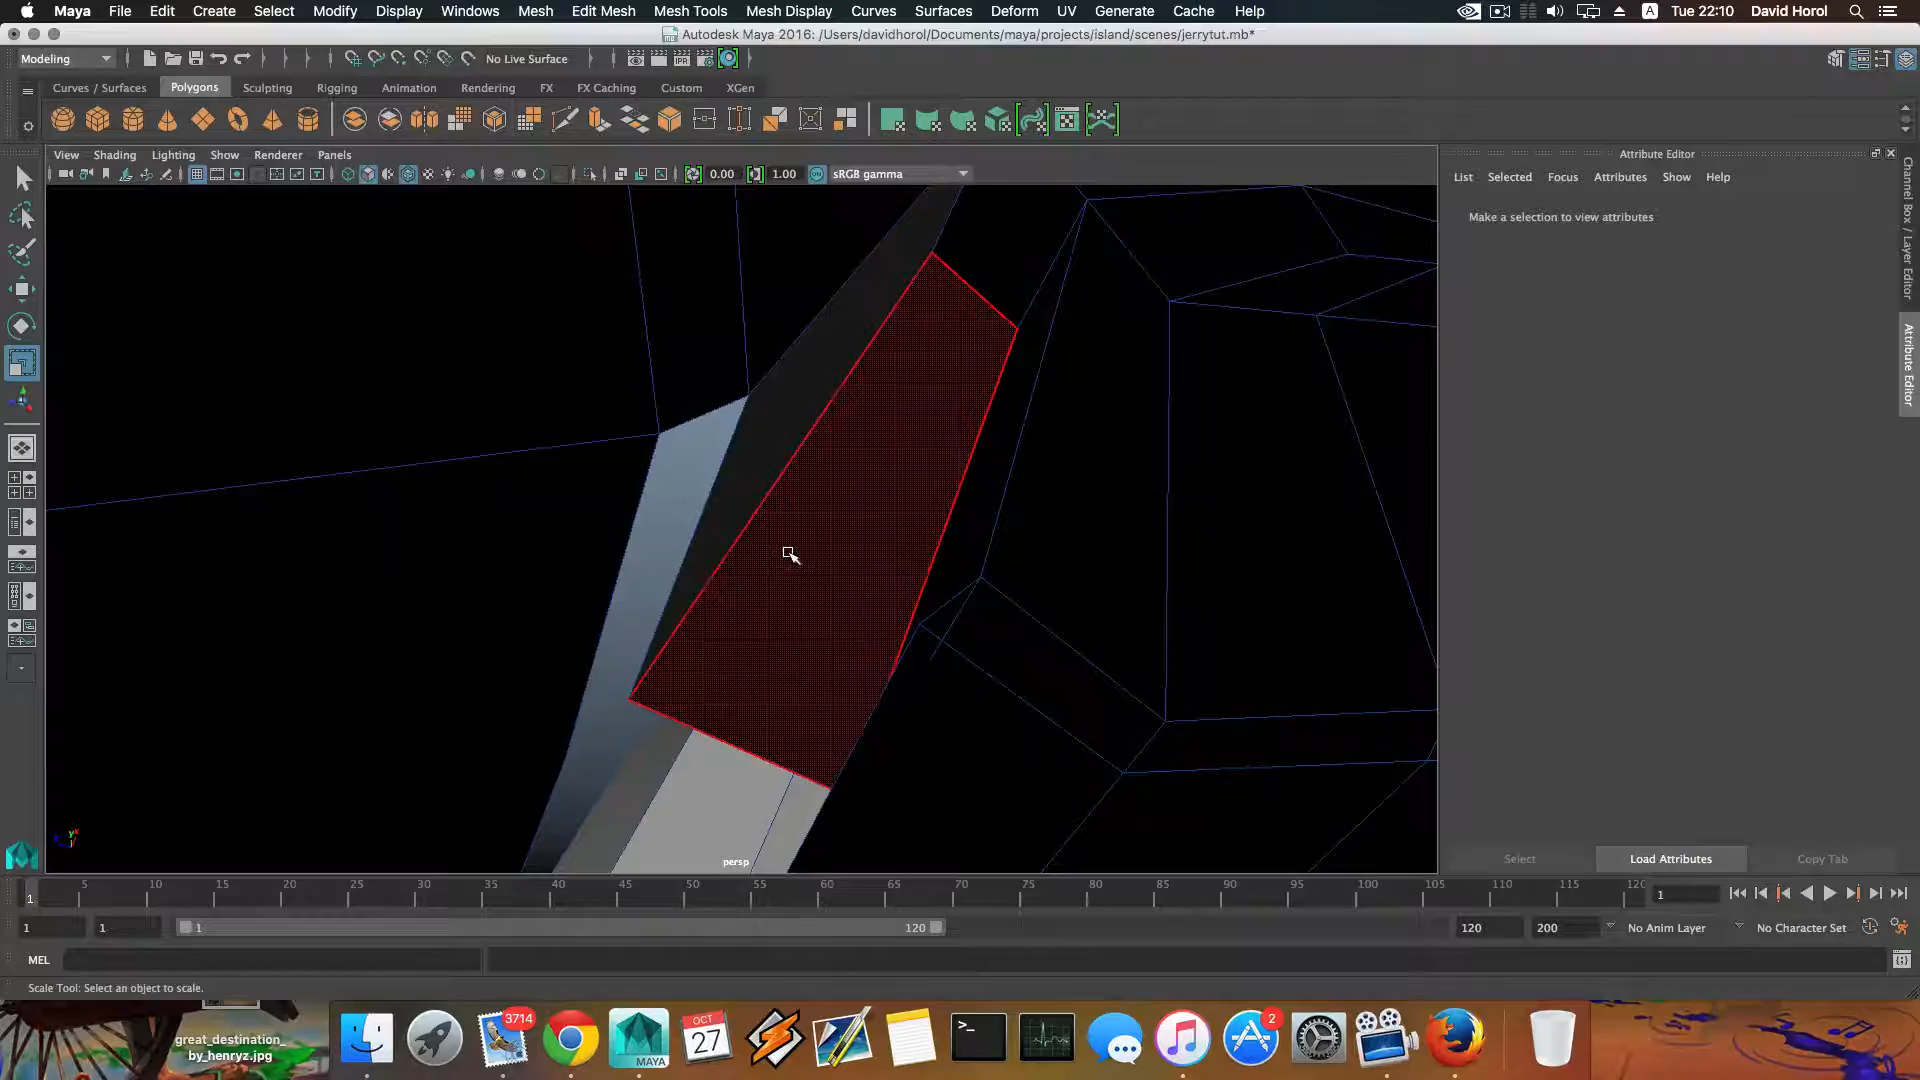 Maya File Edit Create Select Modify Display Windows Mesh Edit Mesh Mesh Tools Mesh Display Curves Surfaces Deform UV Generate Cache Help A Tue 22:10 David Horol
Autodesk Maya 2016: /Users/davidhorol/Documents/maya/projects/island/scenes/jerrytut.mb*
Modeling No Live Surface IPR
Curves / Surfaces Polygons Sculpting Rigging Animation Rendering FX FX Caching Custom XGen
View Shading Lighting Show Renderer Panels
0.00 1.00 sRGB gamma
Attribute Editor
List Selected Focus Attributes Show Help
Make a selection to view attributes
Channel Box / Layer Editor
Attribute Editor
persp
Select Load Attributes Copy Tab
5 10 15 20 25 30 35 40 45 50 55 60 65 70 75 80 85 90 95 100 105 110 115 120
1 1
1 1 1 120 120 200 No Anim Layer No Character Set
MEL
Scale Tool: Select an object to scale.
great_destination_
by_henryz.jpg
3714
MAYA
OCT
27
2